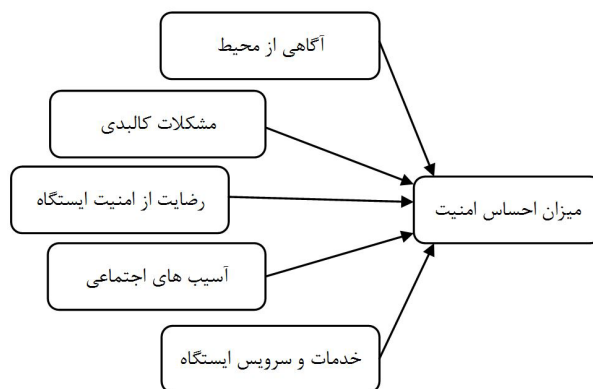 آگاهی از محیط
مشکلات کالبدی
رضایت از امنیت ایستگاه
میزان احساس امنیت
آسیب های اجتماعی
خدمات و سرویس ایستگاه